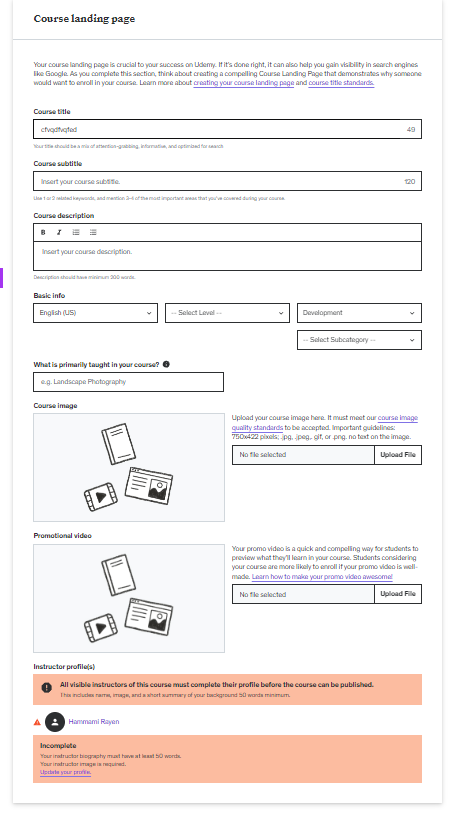 Course landing page
Your course landing page is crucial to your success on Udemy. If it's done right, it can also help you gain visibility in search engines
like Google. As you complete this section, think about creating a compelling Course Landing Page that demonstrates why someone
would want to enroll in your course. Learn more about creating your course landing page and course title standards.
Course title
cfvqdfvqfed 49
Your title should be a mix of attention-grabbing, informative, and optimized for search
Course subtitle
Insert your course subtitle. 120
Use 1 or 2 related keywords, and mention 3-4 of the most important areas that you've covered during your course.
Course description
B I
Insert your course description.
Description should have minimum 200 words.
Basic info
English (US) -- Select Level -- Development
-- Select Subcategory --
What is primarily taught in your course?
e.g. Landscape Photography
Course image
Upload your course image here. It must meet our course image
quality standards to be accepted. Important guidelines:
750x422 pixels; .jpg, .jpeg,. gif, or .png. no text on the image.
No file selected Upload File
Promotional video
Your promo video is a quick and compelling way for students to
preview what they'll learn in your course. Students considering
your course are more likely to enroll if your promo video is well-
made. Learn how to make your promo video awesome!
No file selected Upload File
Instructor profile(s)
All visible instructors of this course must complete their profile before the course can be published.
This includes name, image, and a short summary of your background 50 words minimum.
Hammami Rayen
Incomplete
Your instructor biography must have at least 50 words.
Your instructor image is required.
Update your profile.